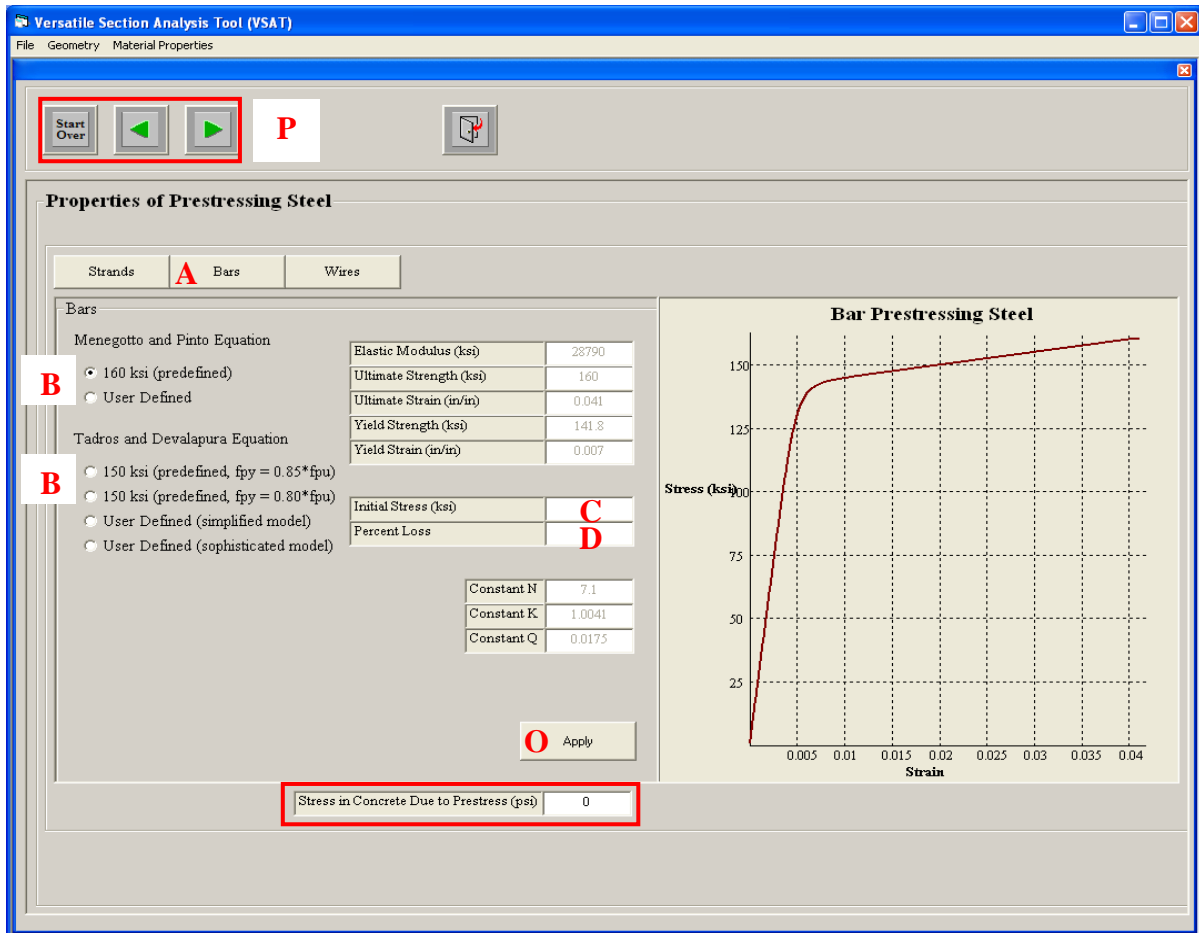 Versatile Section Analysis Tool (VSAT)
File Geometry Material Properties
Start
Over
P
Properties of Prestressing Steel
Strands A Bars Wires
Bars
Menegotto and Pinto Equation
B
160 ksi (predefined)
User Defined
Tadros and Devalapura Equation
B
150 ksi (predefined, fpy = 0.85*fpu)
150 ksi (predefined, fpy = 0.80*fpu)
User Defined (simplified model)
User Defined (sophisticated model)
Elastic Modulus (ksi) 28790
Ultimate Strength (ksi) 160
Ultimate Strain (in/in) 0.041
Yield Strength (ksi) 141.8
Yield Strain (in/in) 0.007
Initial Stress (ksi) C
Percent Loss D
Constant N 7.1
Constant K 1.0041
Constant Q 0.0175
O Apply
Stress in Concrete Due to Prestress (psi) 0
Bar Prestressing Steel
150
125
Stress (ksi)
100
75
50
25
0.005 0.01 0.015 0.02 0.025 0.03 0.035 0.04
Strain